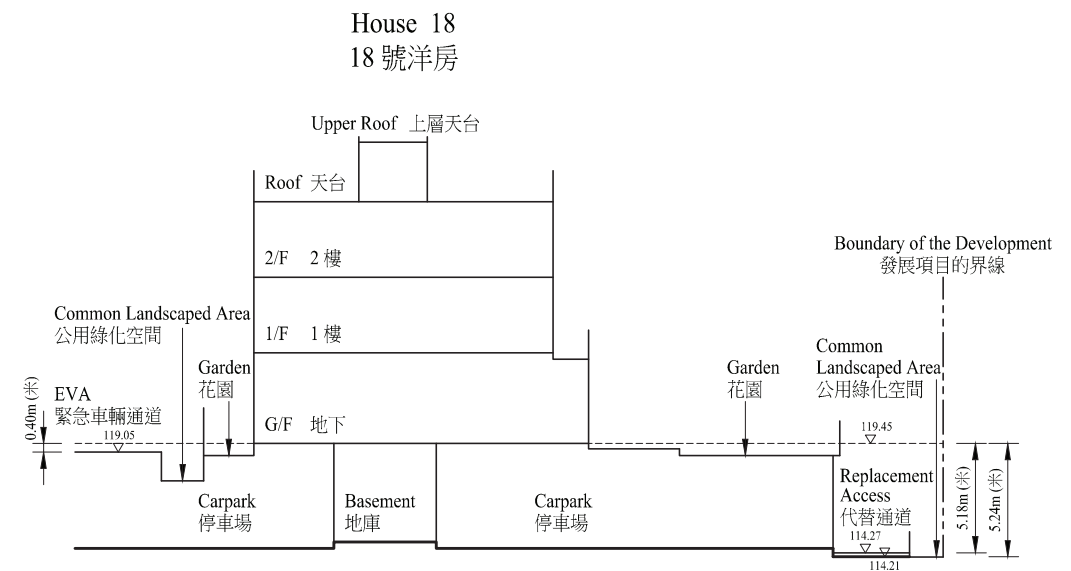 House 18
18 號洋房
Upper Roof 上層天台
Roof 天台
2/F 2 樓
Boundary of the Development
發展項目的界線
Common Landscaped Area
公用綠化空間
1/F 1 樓
Garden
花園
Garden
花園
Common
Landscaped Area
公用綠化空間
0.40m (米)
EVA
緊急車輛通道
119.05
G/F 地下
119.45
Carpark
停車場
Basement
地庫
Carpark
停車場
Replacement
Access
代替通道
114.27
114.21
5.18m (米)
5.24m (米)